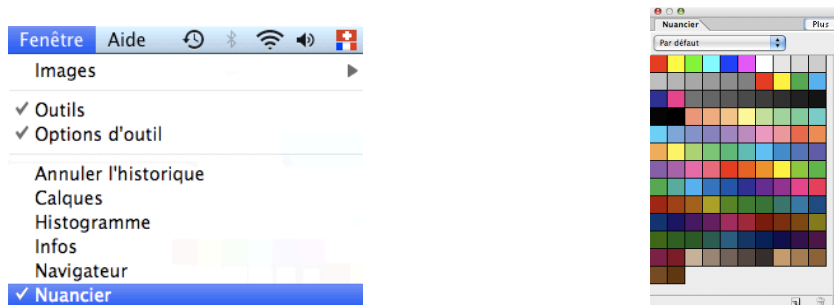 Fenêtre Aide
Images
Outils
Options d'outil
Annuler l'historique
Calques
Histogramme
Infos
Navigateur
Nuancier
Nuancier Plus
Par défaut